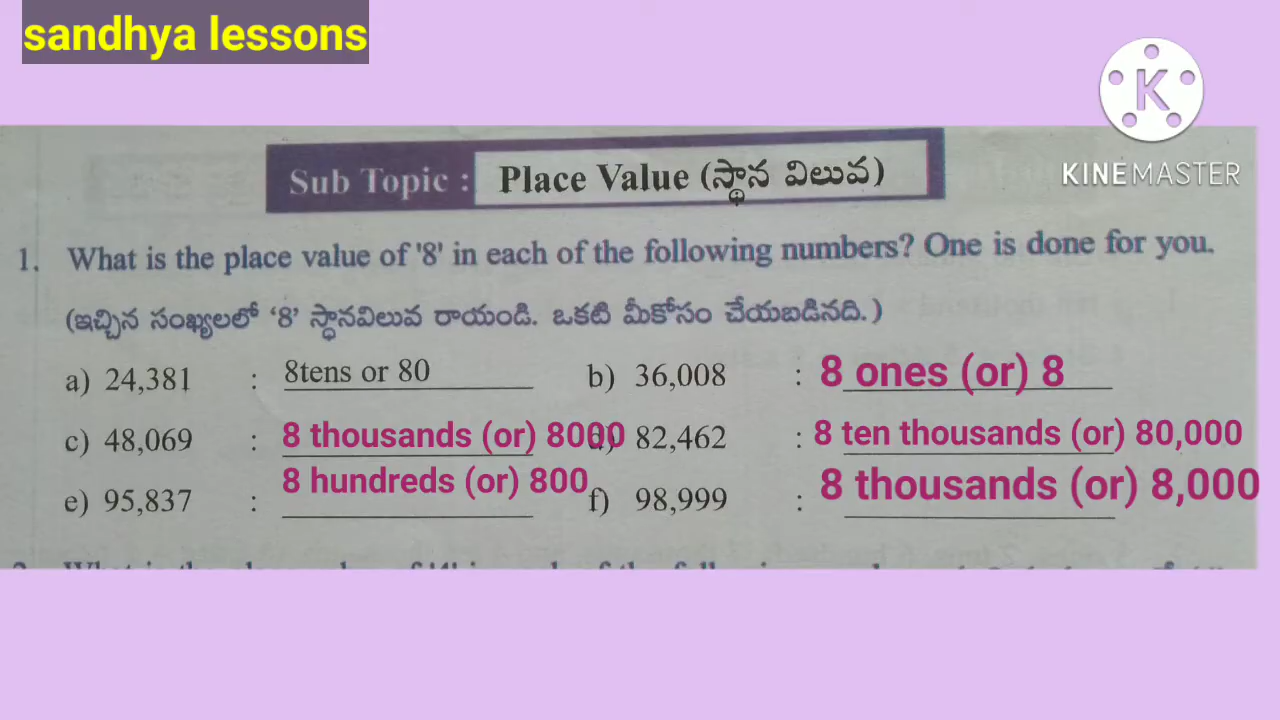 sandhya lessons
K
KINEMASTER
Sub Topic : Place Value (స్థాన విలువ)
1. What is the place value of '8' in each of the following numbers? One is done for you.
(ఇచ్చిన సంఖ్యలలో ‘8’ స్థానవిలువ రాయండి. ఒకటి మీకోసం చేయబడినది.)
a) 24,381 : 8tens or 80 b) 36,008 : 8 ones (or) 8
c) 48,069 : 8 thousands (or) 8000 d) 82,462 : 8 ten thousands (or) 80,000
e) 95,837 : 8 hundreds (or) 800 f) 98,999 : 8 thousands (or) 8,000